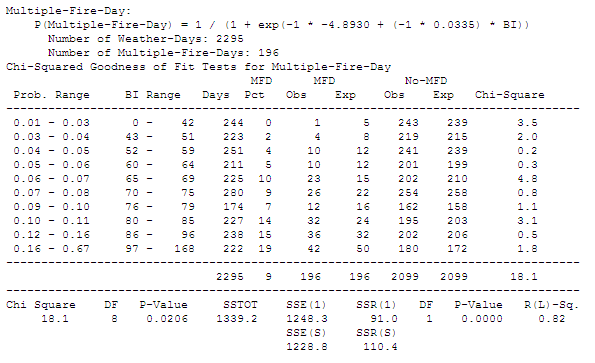 Multiple-Fire-Day:
P(Multiple-Fire-Day) = 1 / (1 + exp(-1 * -4.8930 + (-1 * 0.0335) * BI))
Number of Weather-Days: 2295
Number of Multiple-Fire-Days: 196
Chi-Squared Goodness of Fit Tests for Multiple-Fire-Day
MFD MFD No-MFD
Prob. Range BI Range Days Pct Obs Exp Obs Exp Chi-Square
0.01 - 0.03 0 - 42 244 0 1 5 243 239 3.5
0.03 - 0.04 43 - 51 223 2 4 8 219 215 2.0
0.04 - 0.05 52 - 59 251 4 10 12 241 239 0.2
0.05 - 0.06 60 - 64 211 5 10 12 201 199 0.3
0.06 - 0.07 65 - 69 225 10 23 15 202 210 4.8
0.07 - 0.08 70 - 75 280 9 26 22 254 258 0.8
0.09 - 0.10 76 - 79 174 7 12 16 162 158 1.1
0.10 - 0.11 80 - 85 227 14 32 24 195 203 3.1
0.12 - 0.16 86 - 96 238 15 36 32 202 206 0.5
0.16 - 0.67 97 - 168 222 19 42 50 180 172 1.8
2295 9 196 196 2099 2099 18.1
Chi Square DF P-Value SSTOT SSE(1) SSR(1) DF P-Value R(L)-Sq.
18.1 8 0.0206 1339.2 1248.3 91.0 1 0.0000 0.82
SSE(S) SSR(S)
1228.8 110.4